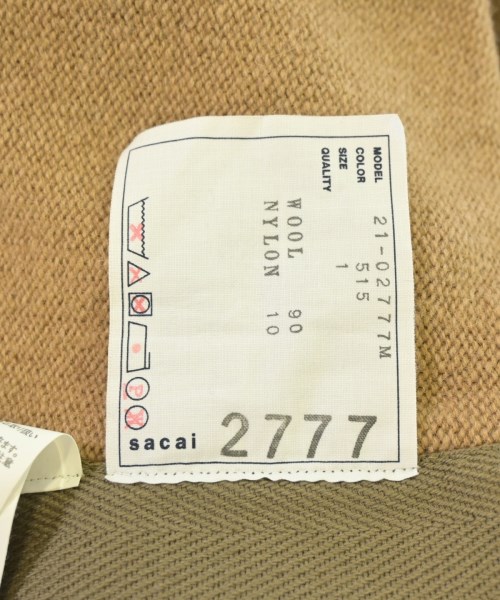 MODEL 21-02777M
COLOR 515
SIZE 1
QUALITY
WOOL 90
NYLON 10
sacai 2777